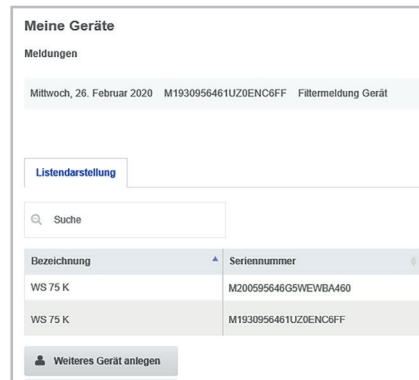 Meine Geräte
Meldungen
Mittwoch, 26. Februar 2020 M1930956461UZ0ENC6FF Filtermeldung Gerät
Listendarstellung
Suche
Bezeichnung Seriennummer
WS 75 K M200595646G5WEWBA460
WS 75 K M1930956461UZ0ENC6FF
Weiteres Gerät anlegen